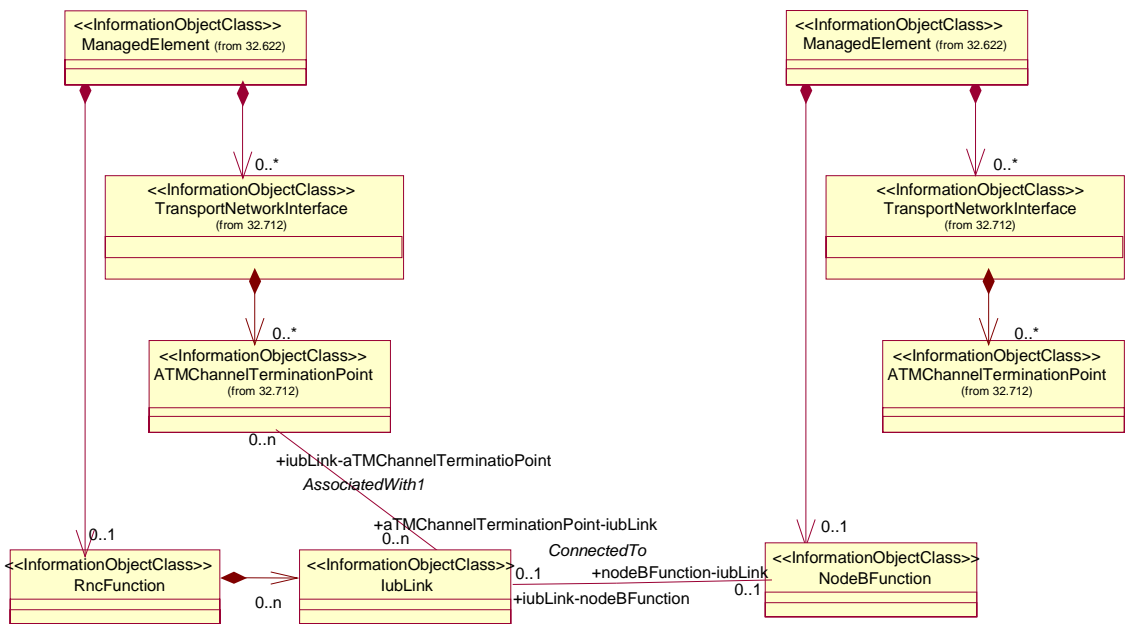 <<InformationObjectClass>>
ManagedElement (from 32.622)
<<InformationObjectClass>>
ManagedElement (from 32.622)
0..*
0..*
<<InformationObjectClass>>
TransportNetworkInterface
(from 32.712)
<<InformationObjectClass>>
TransportNetworkInterface
(from 32.712)
0..*
0..*
<<InformationObjectClass>>
ATMChannelTerminationPoint
(from 32.712)
<<InformationObjectClass>>
ATMChannelTerminationPoint
(from 32.712)
0..n
+iubLink-aTMChannelTerminatioPoint
AssociatedWith1
+aTMChannelTerminationPoint-iubLink
0..n
0..1
0..1
<<InformationObjectClass>>
RncFunction
0..n
<<InformationObjectClass>>
IubLink
ConnectedTo
0..1
+nodeBFunction-iubLink
0..1
+iubLink-nodeBFunction
<<InformationObjectClass>>
NodeBFunction